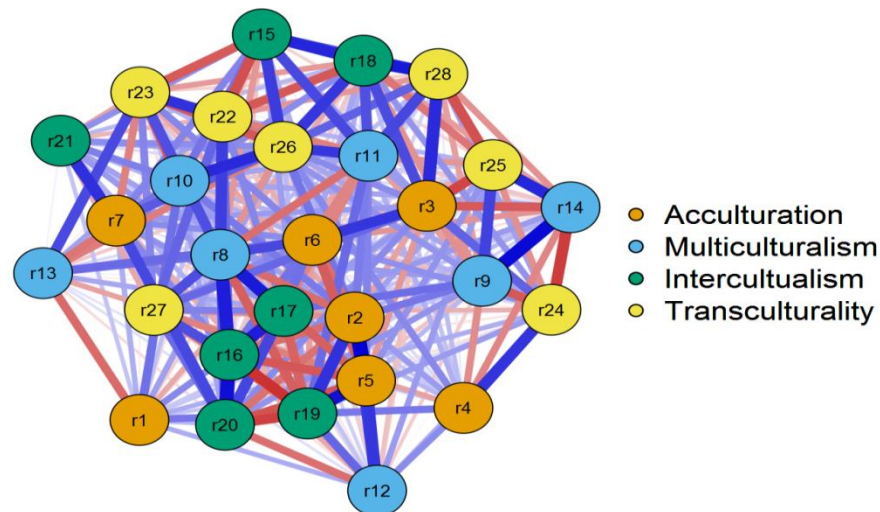 r15
r18
r28
r23
r22
r21
r26
r11
r25
r10
r7
r3
r14
r6
r8
r13
r9
r27
r17
r2
r24
r16
r5
r1
r20
r19
r4
r12
Acculturation
Multiculturalism
Intercultualism
Transculturality